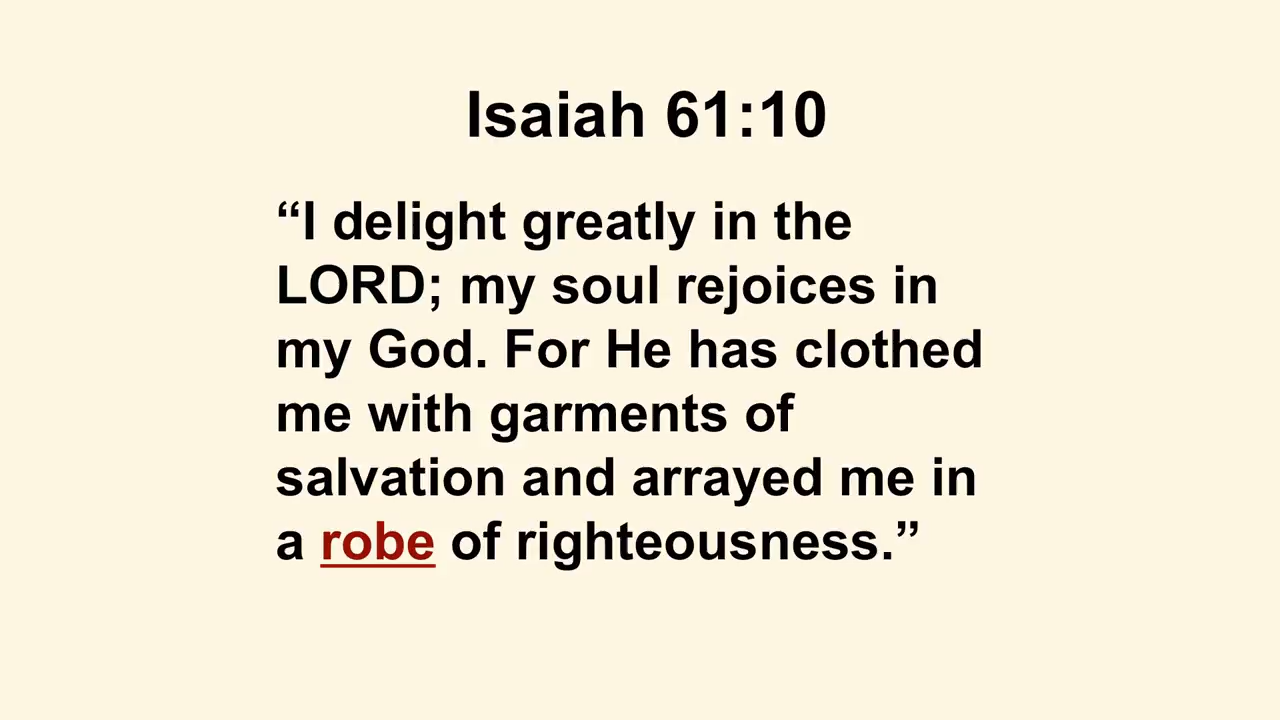 Isaiah 61:10
“I delight greatly in the
LORD; my soul rejoices in
my God. For He has clothed
me with garments of
salvation and arrayed me in
a robe of righteousness.”